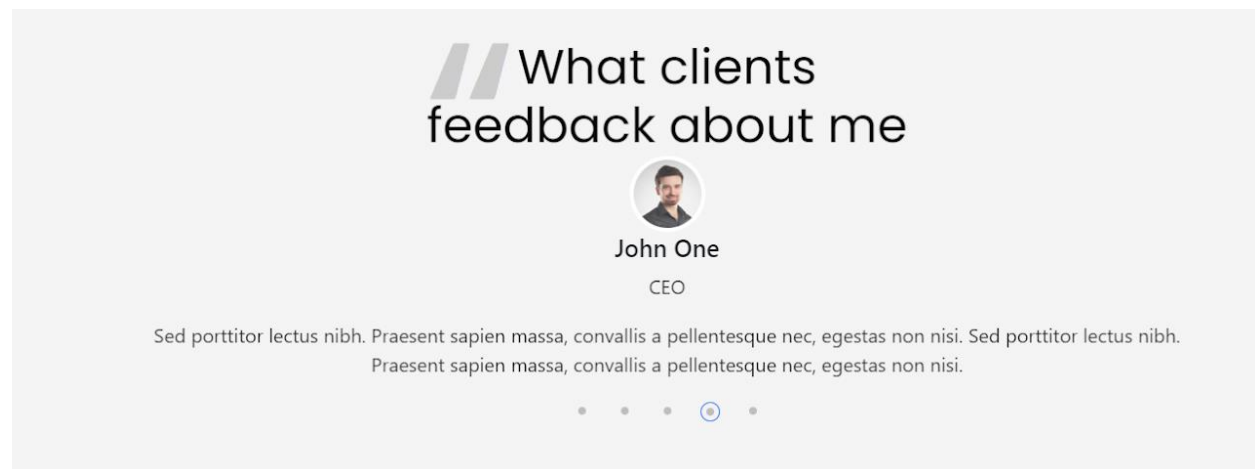 What clients
feedback about me
John One
CEO
Sed porttitor lectus nibh. Praesent sapien massa, convallis a pellentesque nec, egestas non nisi. Sed porttitor lectus nibh.
Praesent sapien massa, convallis a pellentesque nec, egestas non nisi.